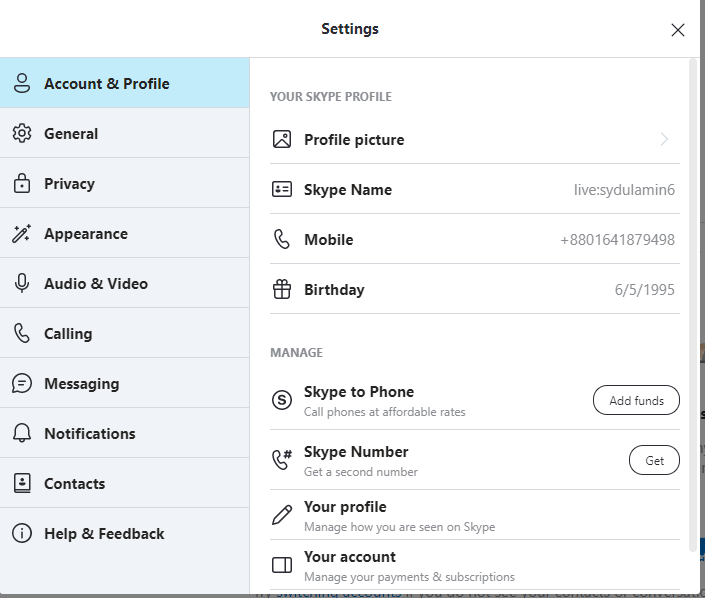 Settings
Account & Profile
General
Privacy
Appearance
Audio & Video
Calling
Messaging
Notifications
Contacts
Help & Feedback
YOUR SKYPE PROFILE
Profile picture
Skype Name live:sydulamin6
Mobile +8801641879498
Birthday 6/5/1995
MANAGE
Skype to Phone
Call phones at affordable rates
Add funds
Skype Number
Get a second number
Get
Your profile
Manage how you are seen on Skype
Your account
Manage your payments & subscriptions
switching accounts if you do not see your contacts or